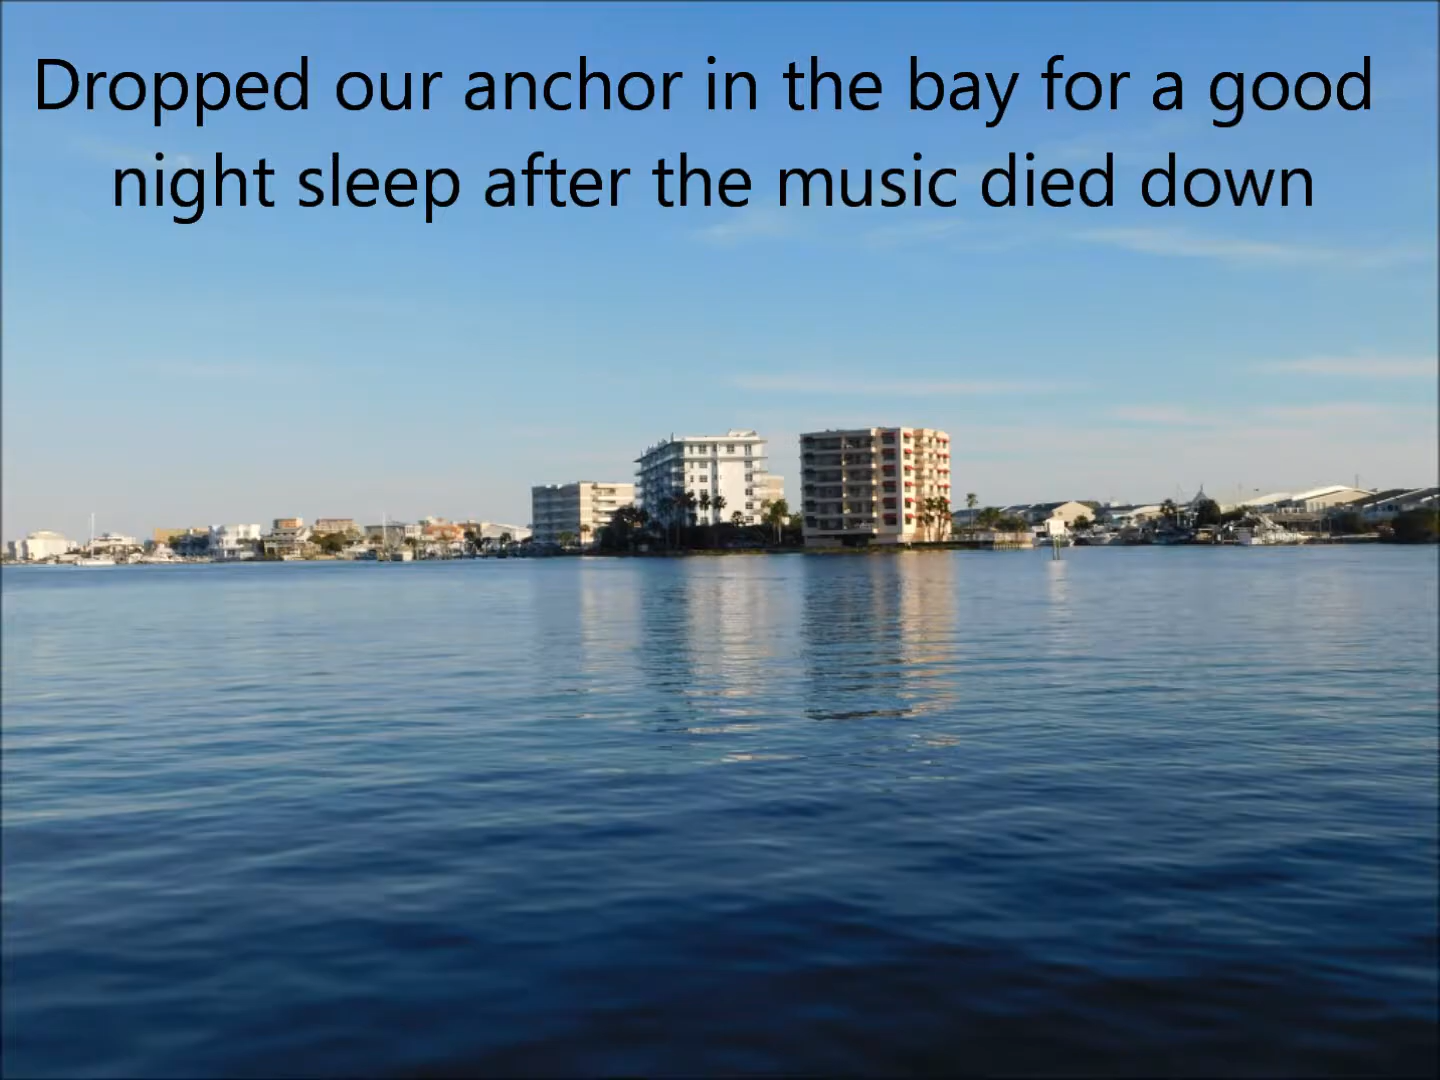 Dropped our anchor in the bay for a good
night sleep after the music died down